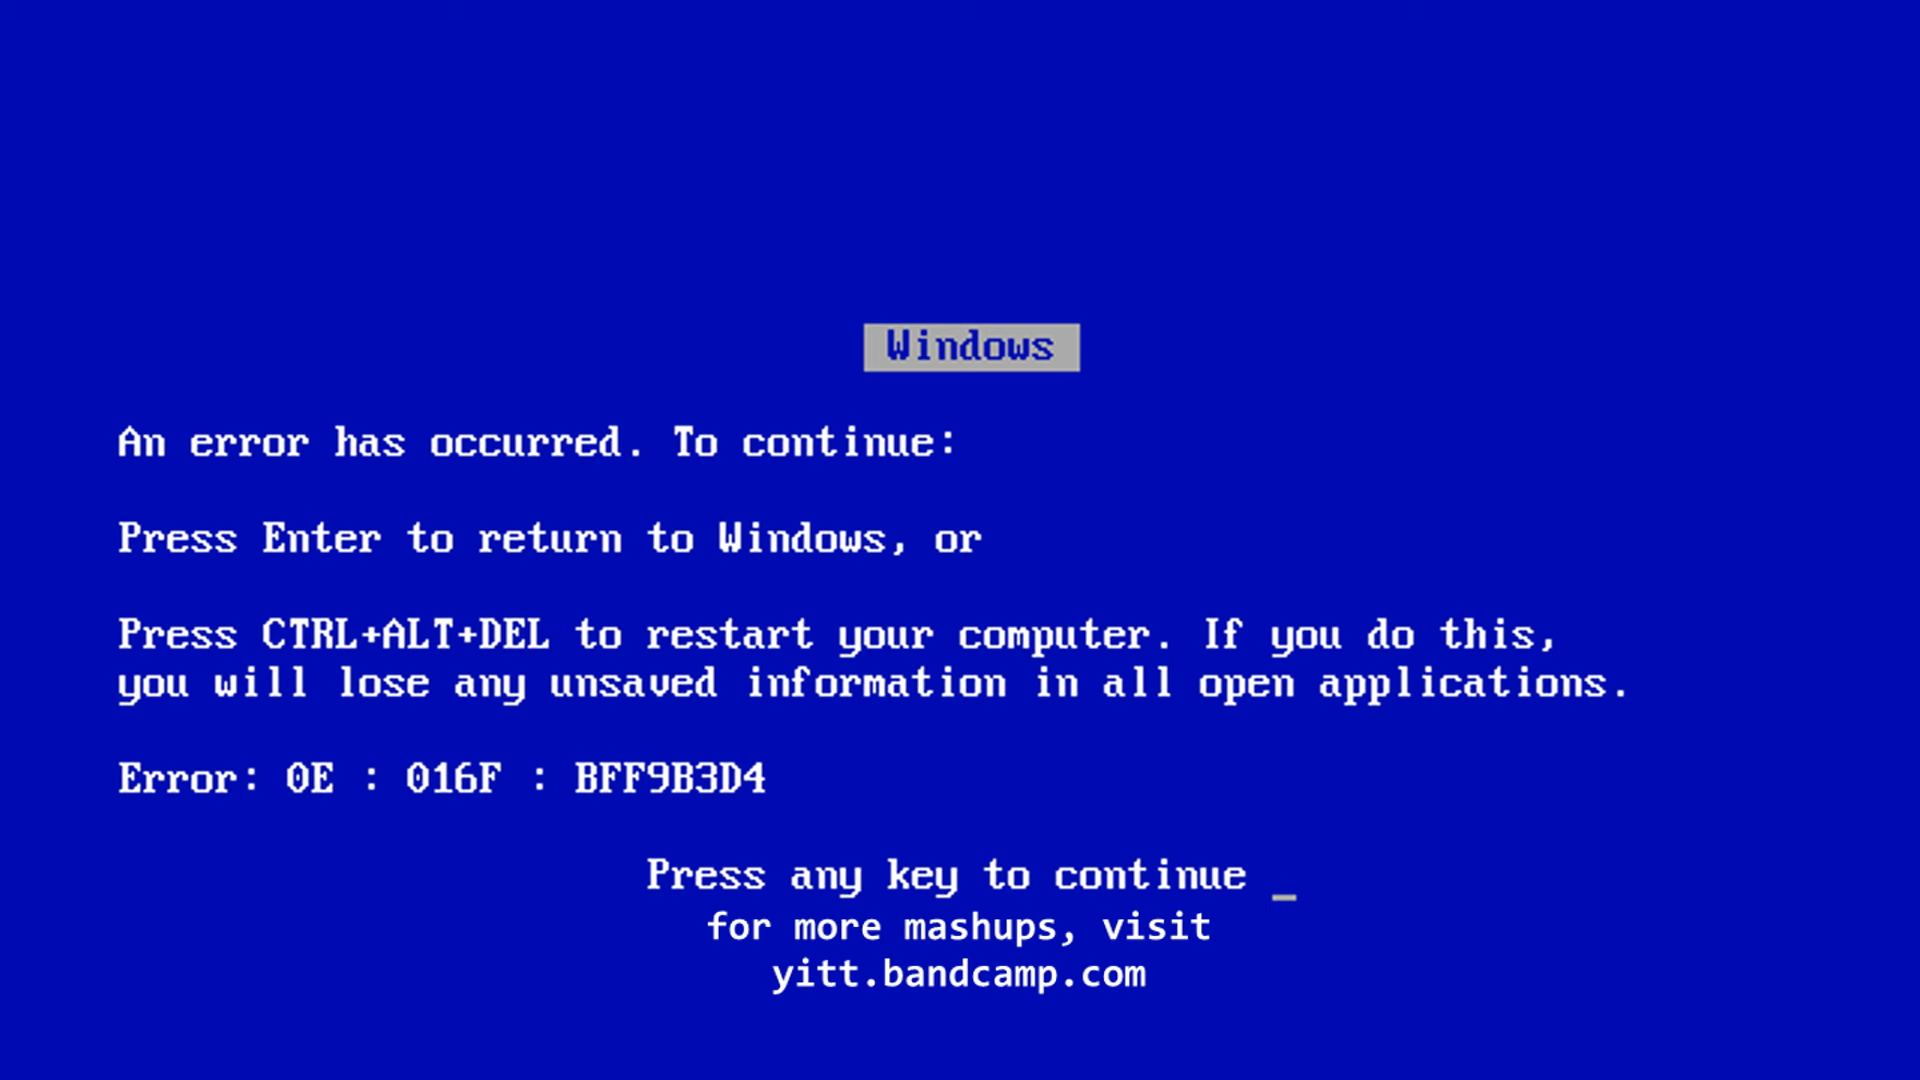 Windows
An error has occurred. To continue:
Press Enter to return to Windows, or
Press CTRL+ALT+DEL to restart your computer. If you do this,
you will lose any unsaved information in all open applications.
Error: 0E : 016F : BFF9B3D4
Press any key to continue _
for more mashups, visit
yitt.bandcamp.com